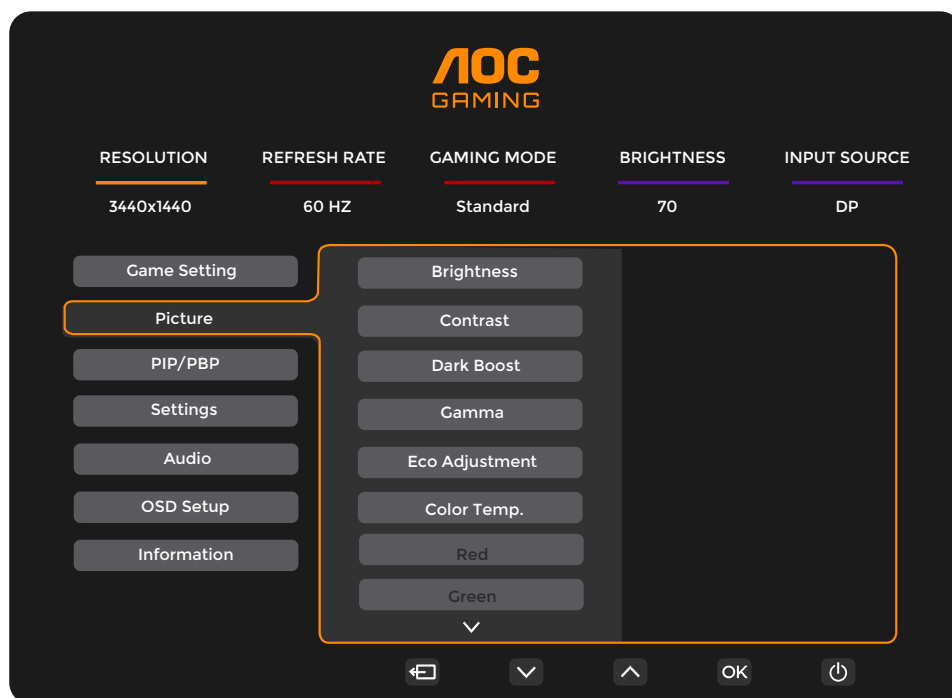 AOC
GAMING
RESOLUTION REFRESH RATE GAMING MODE BRIGHTNESS INPUT SOURCE
3440x1440 60 HZ Standard 70 DP
Game Setting
Picture
PIP/PBP
Settings
Audio
OSD Setup
Information
Brightness
Contrast
Dark Boost
Gamma
Eco Adjustment
Color Temp.
Red
Green
OK